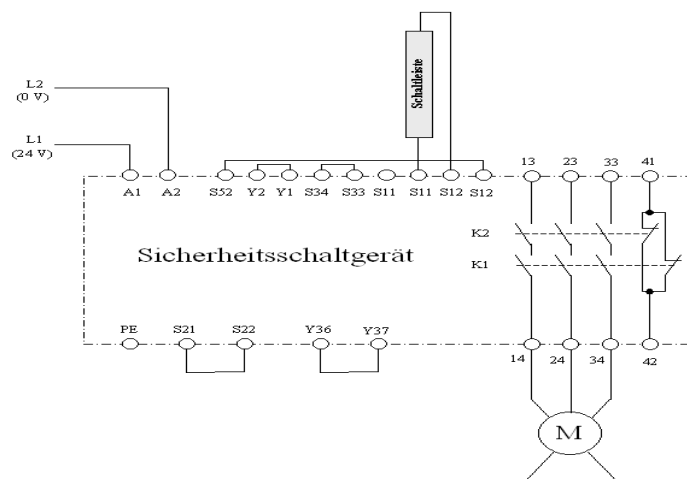 L2
(0 V)
L1
(24 V)
Schaltleiste
13 23 33 41
A1 A2 S52 Y2 Y1 S34 S33 S11 S11 S12 S12
K2
Sicherheitsschaltgerät
K1
PE S21 S22 Y36 Y37
14 24 34 42
M